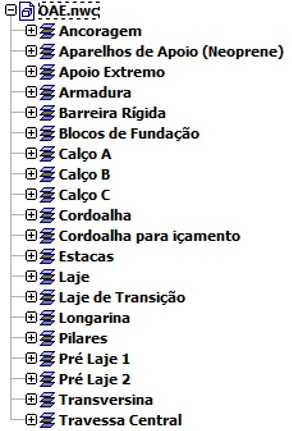 OAE.nwc
Ancoragem
Aparelhos de Apoio (Neoprene)
Apoio Extremo
Armadura
Barreira Rígida
Blocos de Fundação
Calço A
Calço B
Calço C
Cordoalha
Cordoalha para içamento
Estacas
Laje
Laje de Transição
Longarina
Pilares
Pré Laje 1
Pré Laje 2
Transversina
Travessa Central